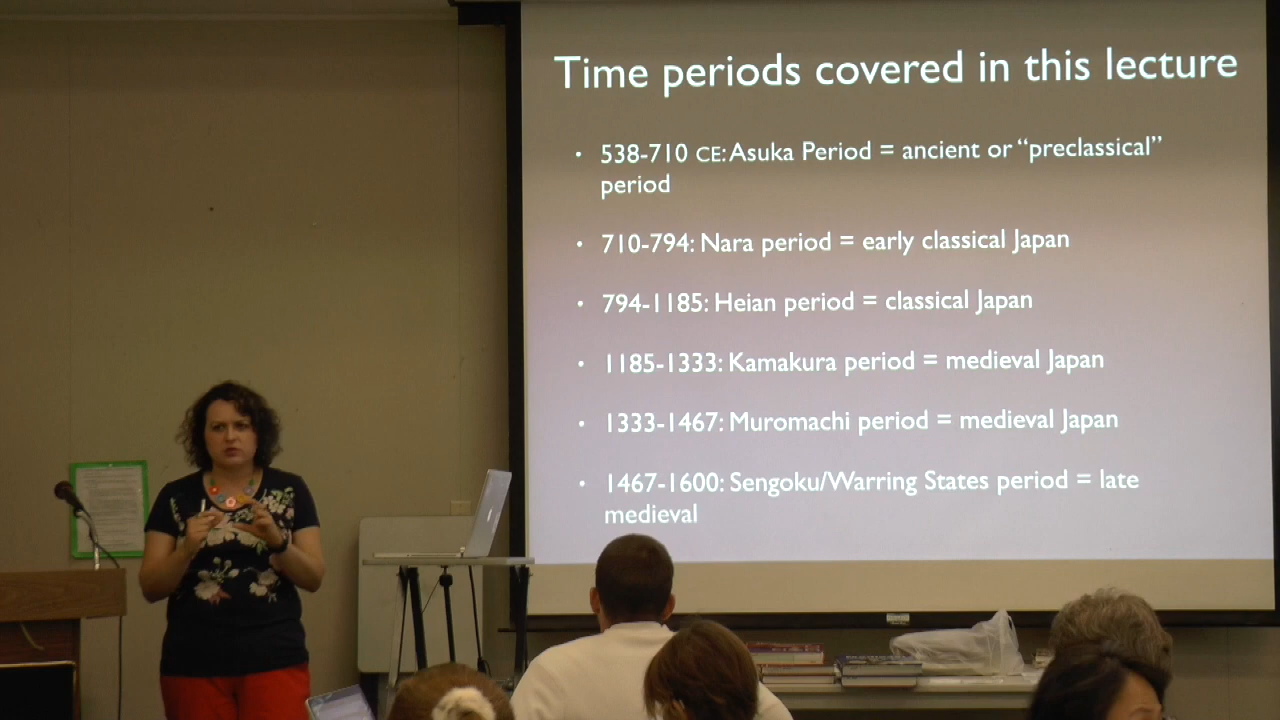 Time periods covered in this lecture
• 538-710 CE: Asuka Period = ancient or “preclassical”
period
• 710-794: Nara period = early classical Japan
• 794-1185: Heian period = classical Japan
• 1185-1333: Kamakura period = medieval Japan
• 1333-1467: Muromachi period = medieval Japan
• 1467-1600: Sengoku/Warring States period = late
medieval